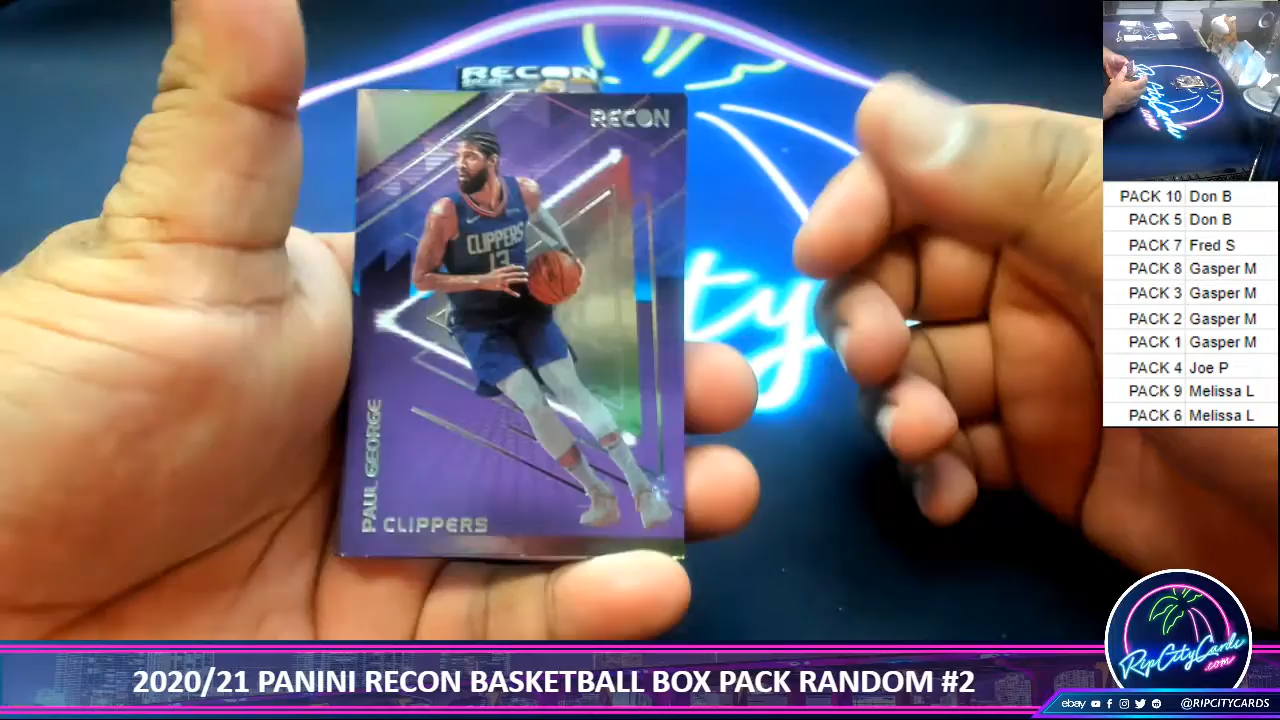 RECON
RECON
CLIPPERS
13
PAUL GEORGE
CLIPPERS
City
PACK 10 Don B
PACK 5 Don B
PACK 7 Fred S
PACK 8 Gasper M
PACK 3 Gasper M
PACK 2 Gasper M
PACK 1 Gasper M
PACK 4 Joe P
PACK 9 Melissa L
PACK 6 Melissa L
RipCityCards
.com
2020/21 PANINI RECON BASKETBALL BOX PACK RANDOM #2
ebay
@RIPCITYCARDS